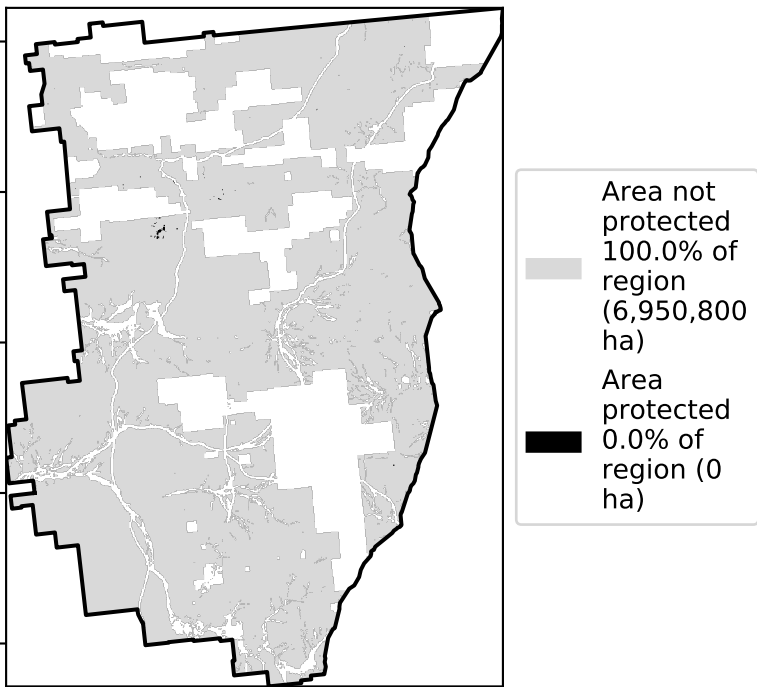 Area not
protected
100.0% of
region
(6,950,800
ha)
Area
protected
0.0% of
region (0
ha)